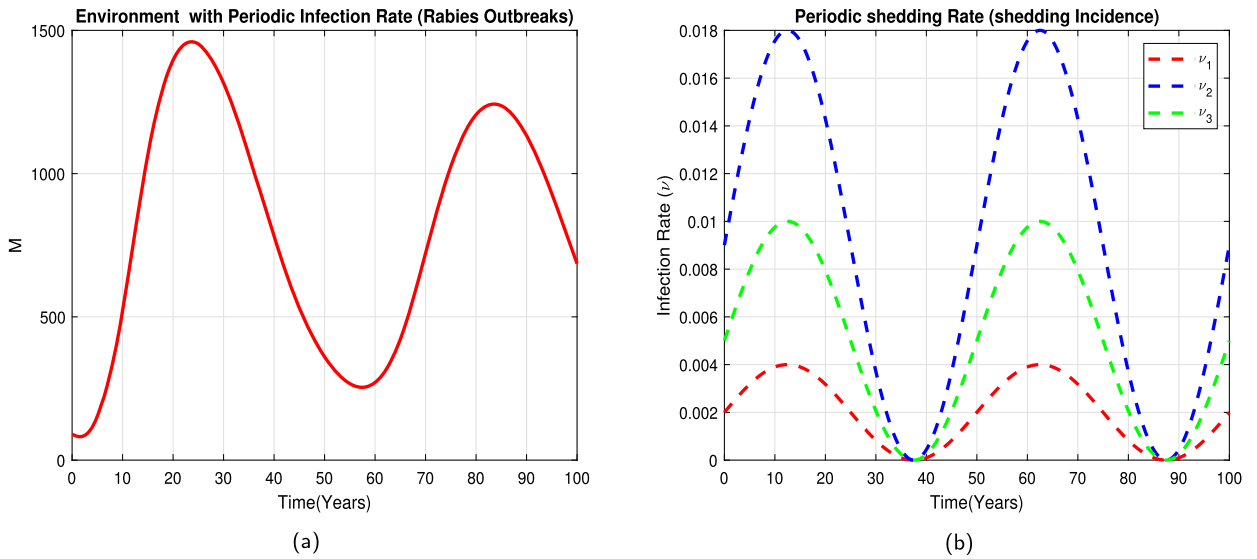 Environment with Periodic Infection Rate (Rabies Outbreaks)
1500
1000
500
0
M
0 10 20 30 40 50 60 70 80 90 100
Time(Years)
(a)
Periodic shedding Rate (shedding Incidence)
0.018
0.016
0.014
0.012
0.01
0.008
0.006
0.004
0.002
0
Infection Rate (ν)
ν1
ν2
ν3
0 10 20 30 40 50 60 70 80 90 100
Time(Years)
(b)